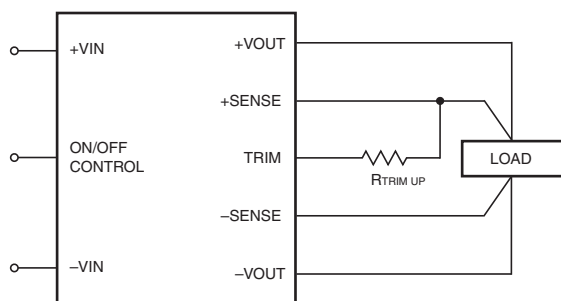 +VIN
ON/OFF
CONTROL
–VIN
+VOUT
+SENSE
TRIM
–SENSE
–VOUT
RTRIM UP
LOAD